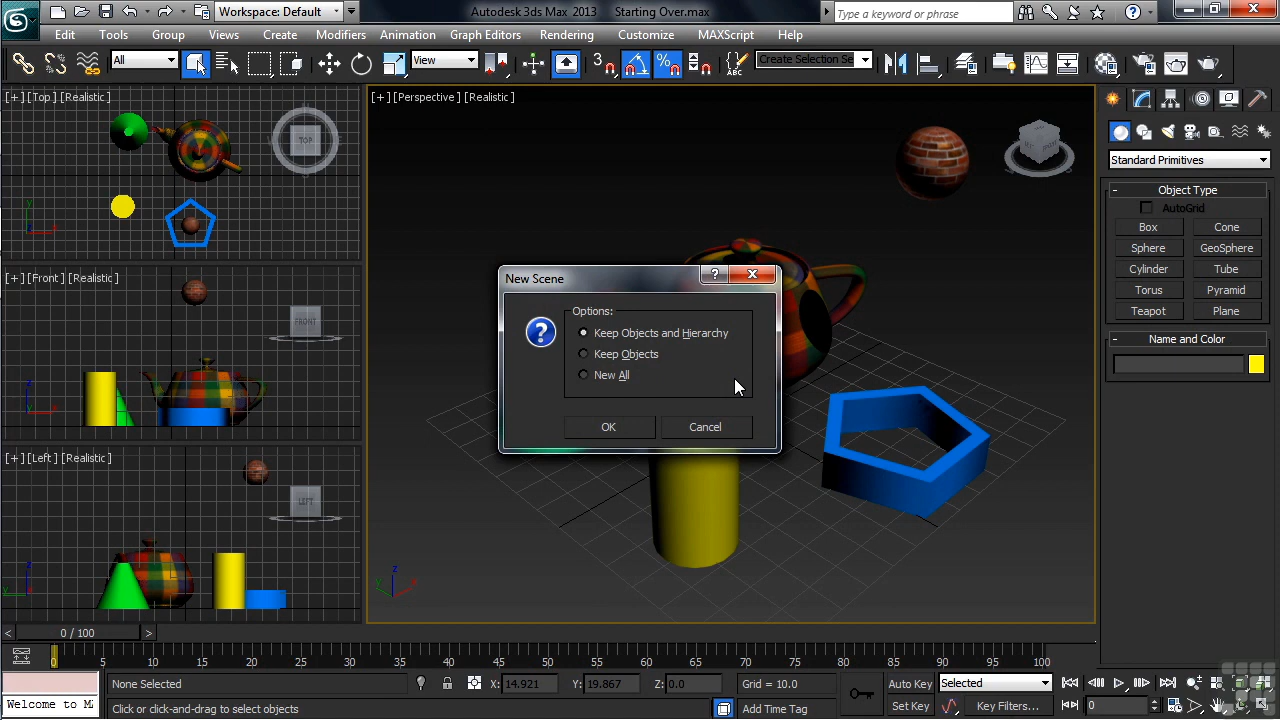 Workspace: Default
Autodesk 3ds Max 2013 Starting Over.max
Type a keyword or phrase
Edit Tools Group Views Create Modifiers Animation Graph Editors Rendering Customize MAXScript Help
All
View
3
Create Selection Se
[+] [Top] [Realistic]
TOP
[+] [Perspective] [Realistic]
y
x
[+] [Front] [Realistic]
FRONT
z
x
[+] [Left] [Realistic]
LEFT
z
y
z
y
x
New Scene
Options:
Keep Objects and Hierarchy
Keep Objects
New All
OK Cancel
Standard Primitives
Object Type
AutoGrid
Box Cone
Sphere GeoSphere
Cylinder Tube
Torus Pyramid
Teapot Plane
Name and Color
< 0 / 100 >
0 5 10 15 20 25 30 35 40 45 50 55 60 65 70 75 80 85 90 95 100
None Selected X: 14.921 Y: 19.867 Z: 0.0 Grid = 10.0 Auto Key Selected
Welcome to MA Click or click-and-drag to select objects Add Time Tag Set Key Key Filters... 0